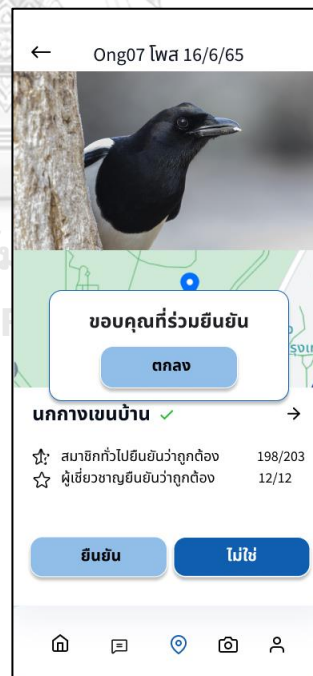 Ong07 โพส 16/6/65
ขอบคุณที่ร่วมยืนยัน
ตกลง
นกกางเขนบ้าน
สมาชิกทั่วไปยืนยันว่าถูกต้อง 198/203
ผู้เชี่ยวชาญยืนยันว่าถูกต้อง 12/12
ยืนยัน ไม่ใช่